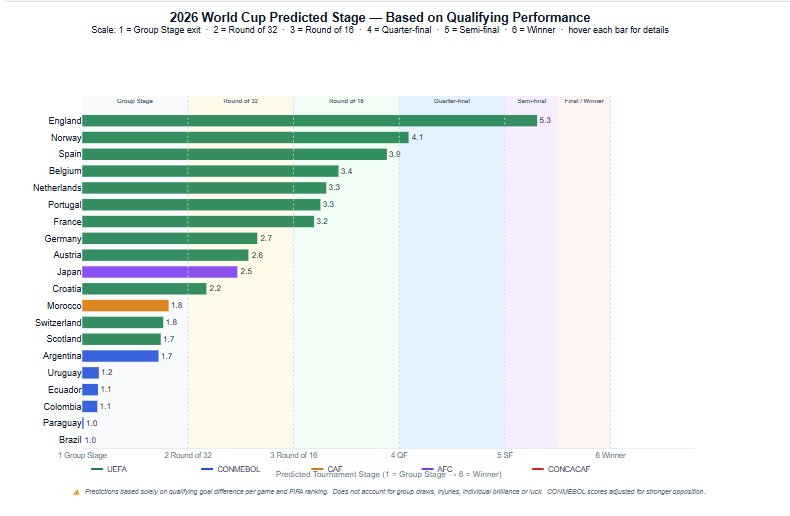 2026 World Cup Predicted Stage — Based on Qualifying Performance
Scale: 1 = Group Stage exit · 2 = Round of 32 · 3 = Round of 16 · 4 = Quarter-final · 5 = Semi-final · 6 = Winner · hover each bar for details
Group Stage Round of 32 Round of 16 Quarter-final Semi-final Final / Winner
England 5.3
Norway 4.1
Spain 3.9
Belgium 3.4
Netherlands 3.3
Portugal 3.3
France 3.2
Germany 2.7
Austria 2.6
Japan 2.5
Croatia 2.2
Morocco 1.8
Switzerland 1.8
Scotland 1.7
Argentina 1.7
Uruguay 1.2
Ecuador 1.1
Colombia 1.1
Paraguay 1.0
Brazil 1.0
1 Group Stage 2 Round of 32 3 Round of 16 4 QF 5 SF 6 Winner
UEFA CONMEBOL CAF AFC CONCACAF
Predicted Tournament Stage (1 = Group Stage → 6 = Winner)
Predictions based solely on qualifying goal difference per game and FIFA ranking. Does not account for group draws, injuries, individual brilliance or luck. CONMEBOL scores adjusted for stronger opposition.